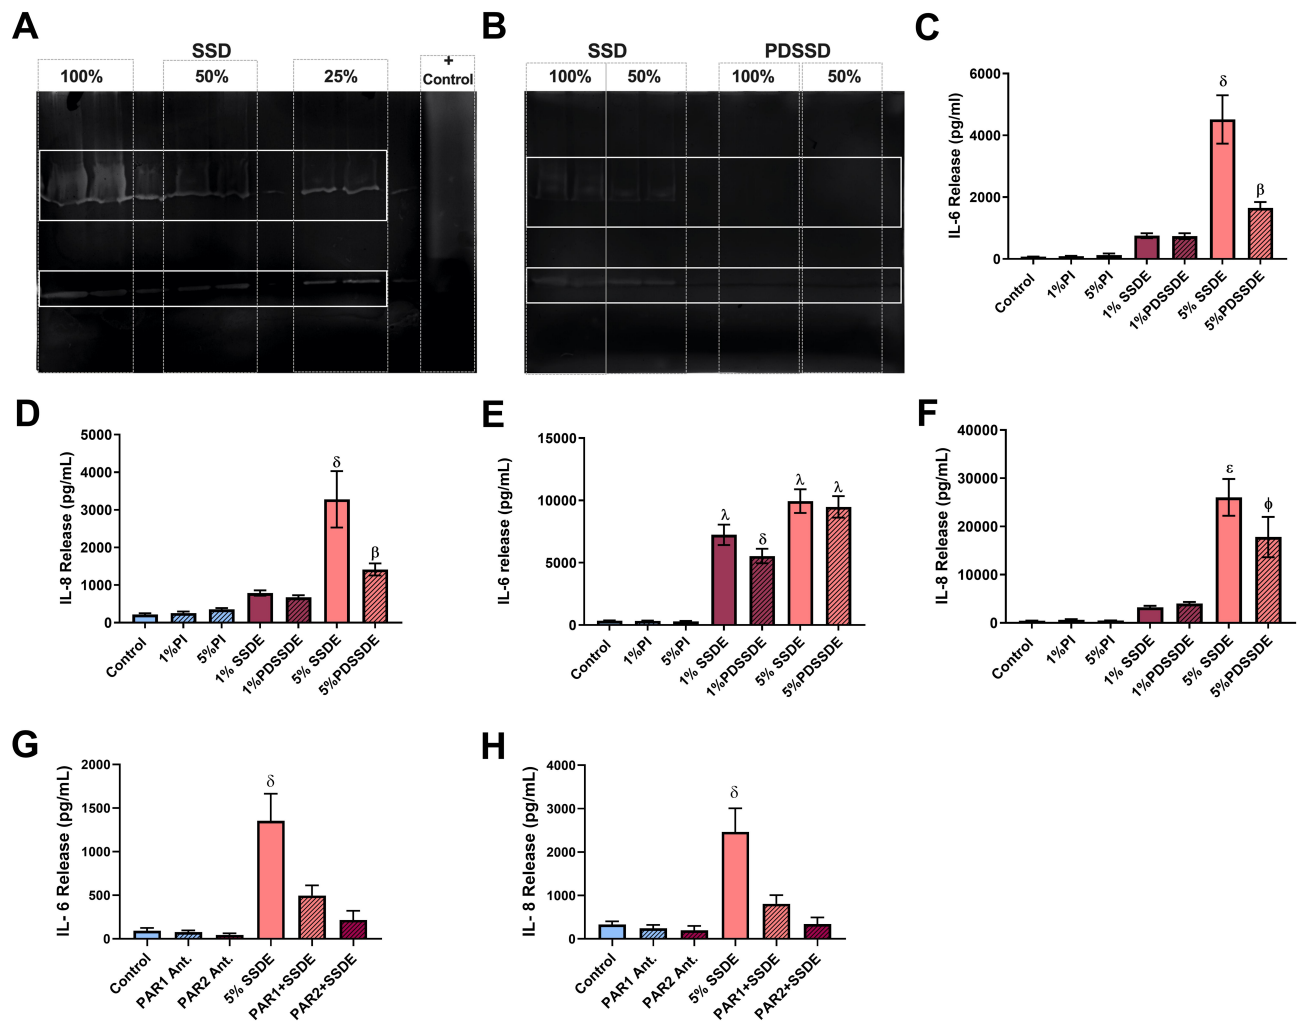 A
SSD
100%
50%
25%
+
Control
B
SSD
PDSSD
100%
50%
100%
50%
C
IL-6 Release (pg/ml)
6000
4000
2000
0
δ
β
Control
1%PI
5%PI
1% SSDE
1%PDSSDE
5% SSDE
5%PDSSDE
D
IL-8 Release (pg/mL)
5000
4000
3000
2000
1000
0
δ
β
Control
1%PI
5%PI
1% SSDE
1%PDSSDE
5% SSDE
5%PDSSDE
E
IL-6 release (pg/mL)
15000
10000
5000
0
λ
δ
λ
λ
Control
1%PI
5%PI
1% SSDE
1%PDSSDE
5% SSDE
5%PDSSDE
F
IL-8 Release (pg/mL)
40000
30000
20000
10000
0
ε
ϕ
Control
1%PI
5%PI
1% SSDE
1%PDSSDE
5% SSDE
5%PDSSDE
G
IL- 6 Release (pg/mL)
2000
1500
1000
500
0
δ
Control
PAR1 Ant.
PAR2 Ant.
5% SSDE
PAR1+SSDE
PAR2+SSDE
H
IL- 8 Release (pg/mL)
4000
3000
2000
1000
0
δ
Control
PAR1 Ant.
PAR2 Ant.
5% SSDE
PAR1+SSDE
PAR2+SSDE